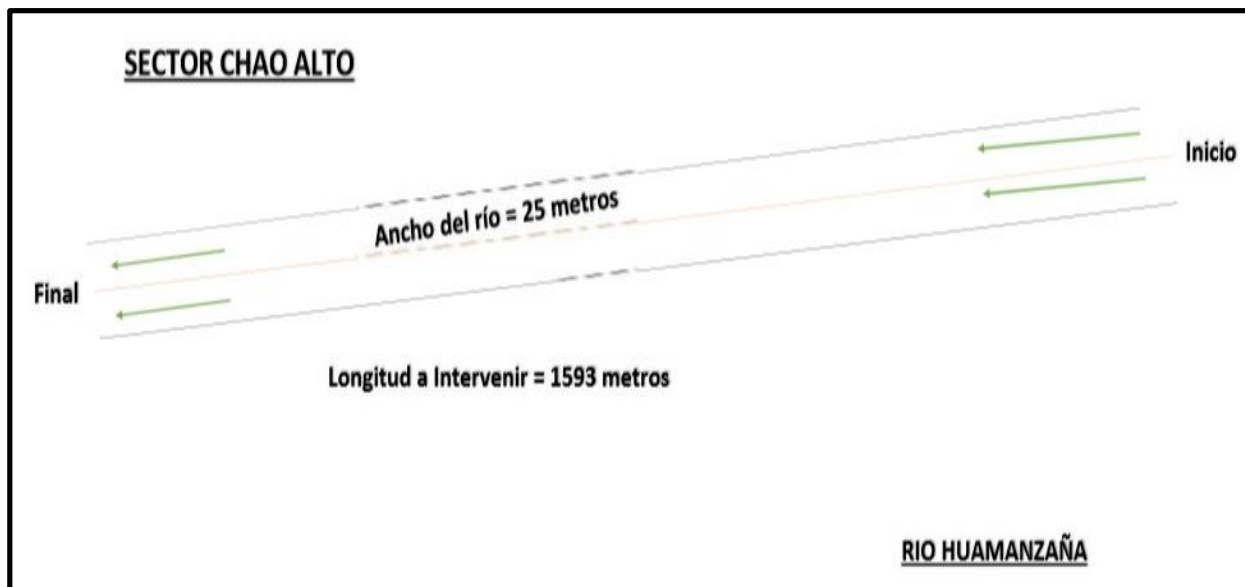 SECTOR CHAO ALTO
Inicio
Ancho del río = 25 metros
Final
Longitud a Intervenir = 1593 metros
RIO HUAMANZAÑA